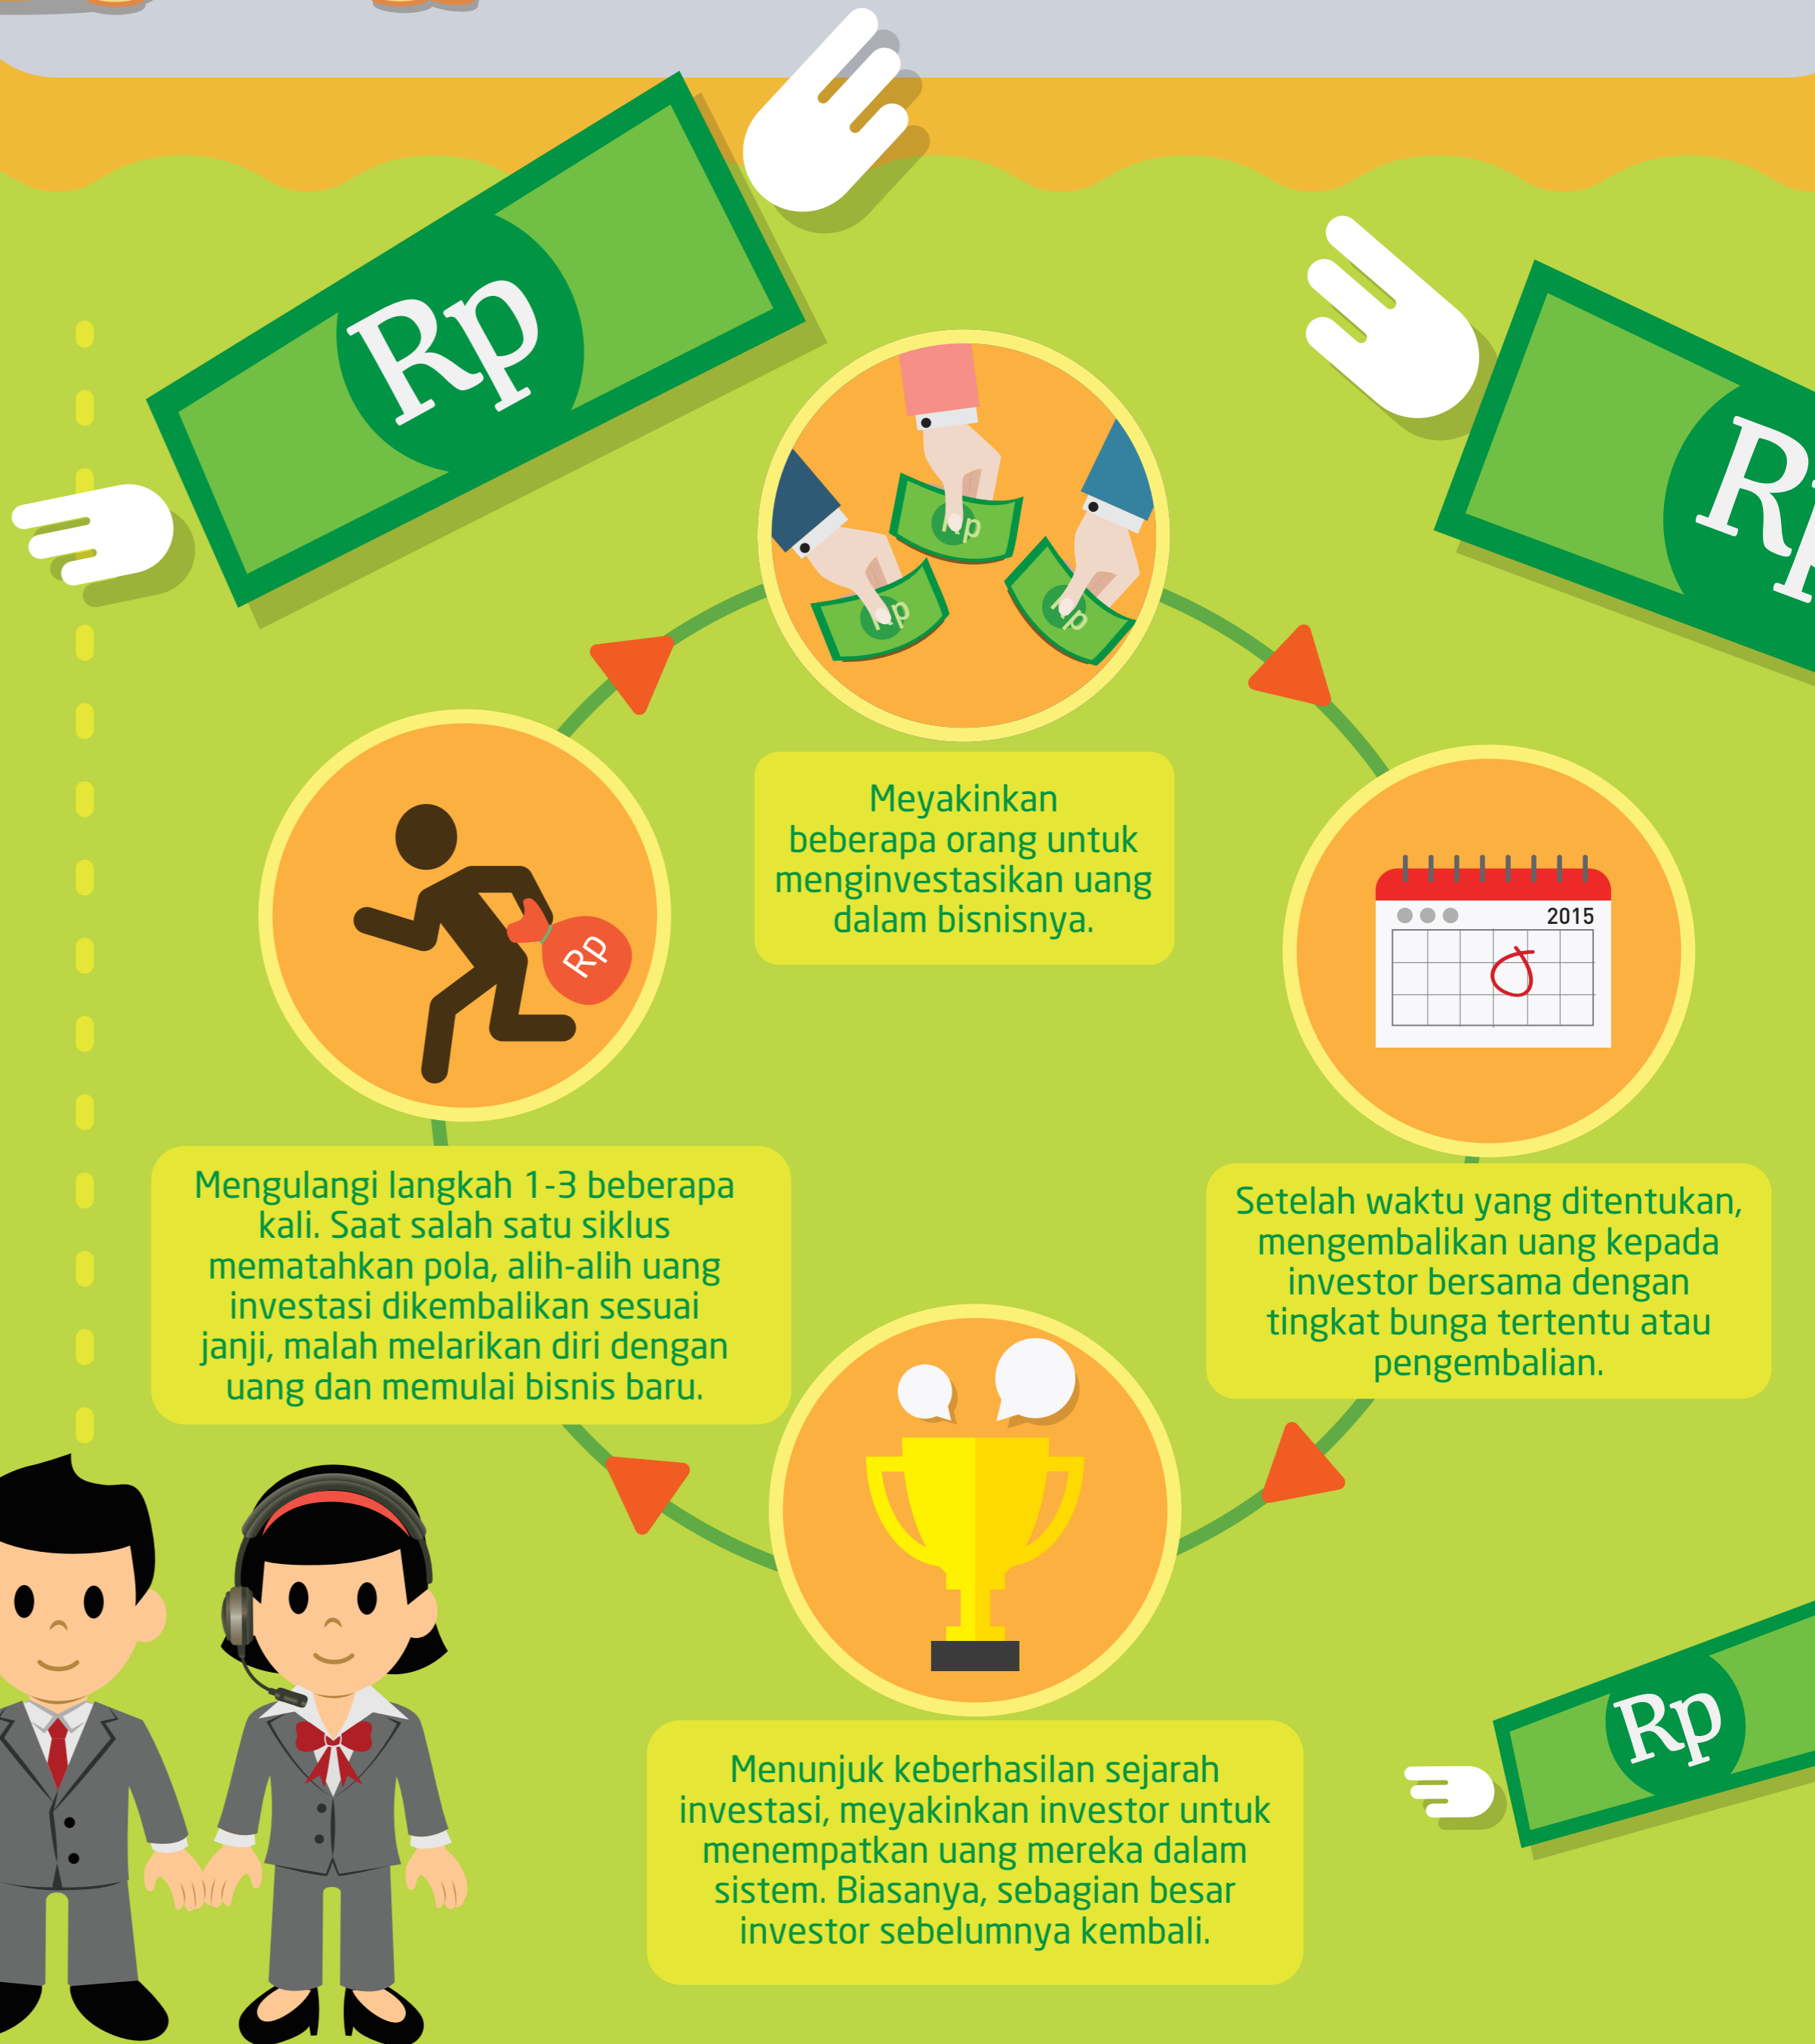 Rp
Rp
Rp
Rp
Rp
Meyakinkan
beberapa orang untuk
menginvestasikan uang
dalam bisnisnya.
2015
Rp
Setelah waktu yang ditentukan,
mengembalikan uang kepada
investor bersama dengan
tingkat bunga tertentu atau
pengembalian.
Menunjuk keberhasilan sejarah
investasi, meyakinkan investor untuk
menempatkan uang mereka dalam
sistem. Biasanya, sebagian besar
investor sebelumnya kembali.
Mengulangi langkah 1-3 beberapa
kali. Saat salah satu siklus
mematahkan pola, alih-alih uang
investasi dikembalikan sesuai
janji, malah melarikan diri dengan
uang dan memulai bisnis baru.
Rp